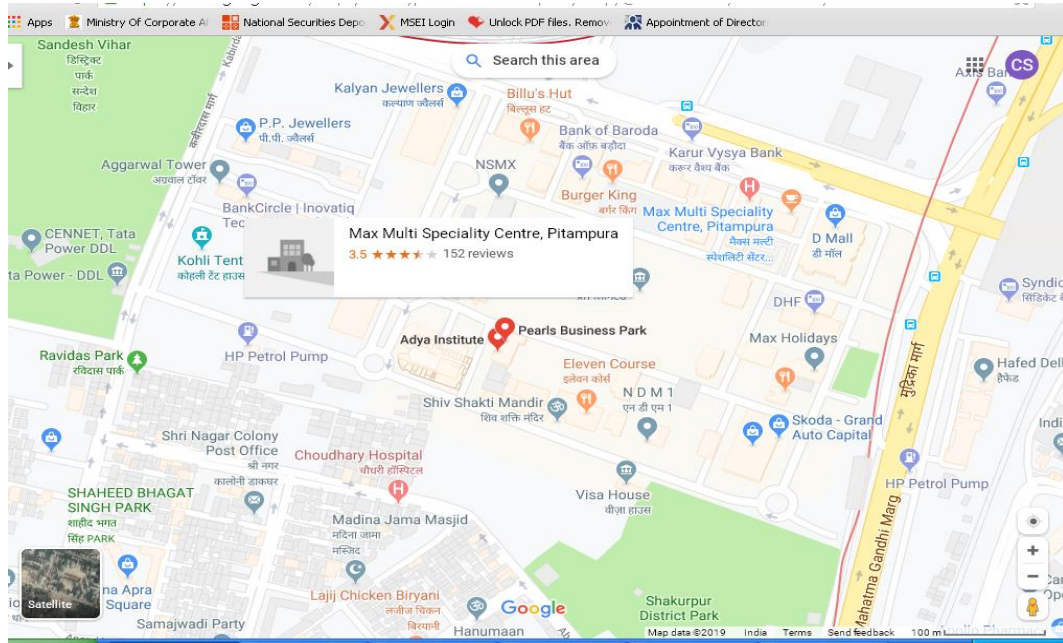 Apps
Ministry Of Corporate Af
National Securities Depo
MSEI Login
Unlock PDF files. Remov
Appointment of Director
Search this area
CS
Sandesh Vihar
डिस्ट्रिक्ट
पार्क
सन्देश
विहार
कबीरदास मार्ग
Kalyan Jewellers
कल्याण ज्वैलर्स
Billu's Hut
बिल्लूस हट
P.P. Jewellers
पी.पी. ज्वैलर्स
Bank of Baroda
बैंक ऑफ़ बड़ौदा
Karur Vysya Bank
करूर वैश्य बैंक
Aggarwal Tower
अग्रवाल टॉवर
NSMX
Burger King
बर्गर किंग
BankCircle | Inovatiq
Max Multi Speciality
Centre, Pitampura
मैक्स मल्टी
स्पेशलिटी सेंटर...
D Mall
डी मॉल
CENNET, Tata
Power DDL
Kohli Tent
कोहली टेंट हाउस
Max Multi Speciality Centre, Pitampura
3.5 152 reviews
ta Power - DDL
Syndic
DHF
Max Holidays
HP Petrol Pump
Adya Institute
Pearls Business Park
Ravidas Park
रविदास पार्क
Eleven Course
इलेवन कोर्स
मुद्रिका मार्ग
Hafed Del
हैफेड
Shiv Shakti Mandir
शिव शक्ति मंदिर
N D M 1
एन डी एम 1
Skoda - Grand
Auto Capital
Indi
Shri Nagar Colony
Post Office
श्री नगर
कालोनी डाकघर
Choudhary Hospital
चौधरी हॉस्पिटल
HP Petrol Pump
SHAHEED BHAGAT
SINGH PARK
शाहीद भगत
सिंह PARK
Visa House
वीज़ा हाउस
Madina Jama Masjid
मदिना जामा
मस्जिद
Mahatma Gandhi Marg
Satellite
na Apra
Square
Lajij Chicken Biryani
लजीज चिकन
बिरयानी
Google
Shakurpur
District Park
Samajwadi Party
Hanumaan
Map data ©2019 India Terms Send feedback 100 m